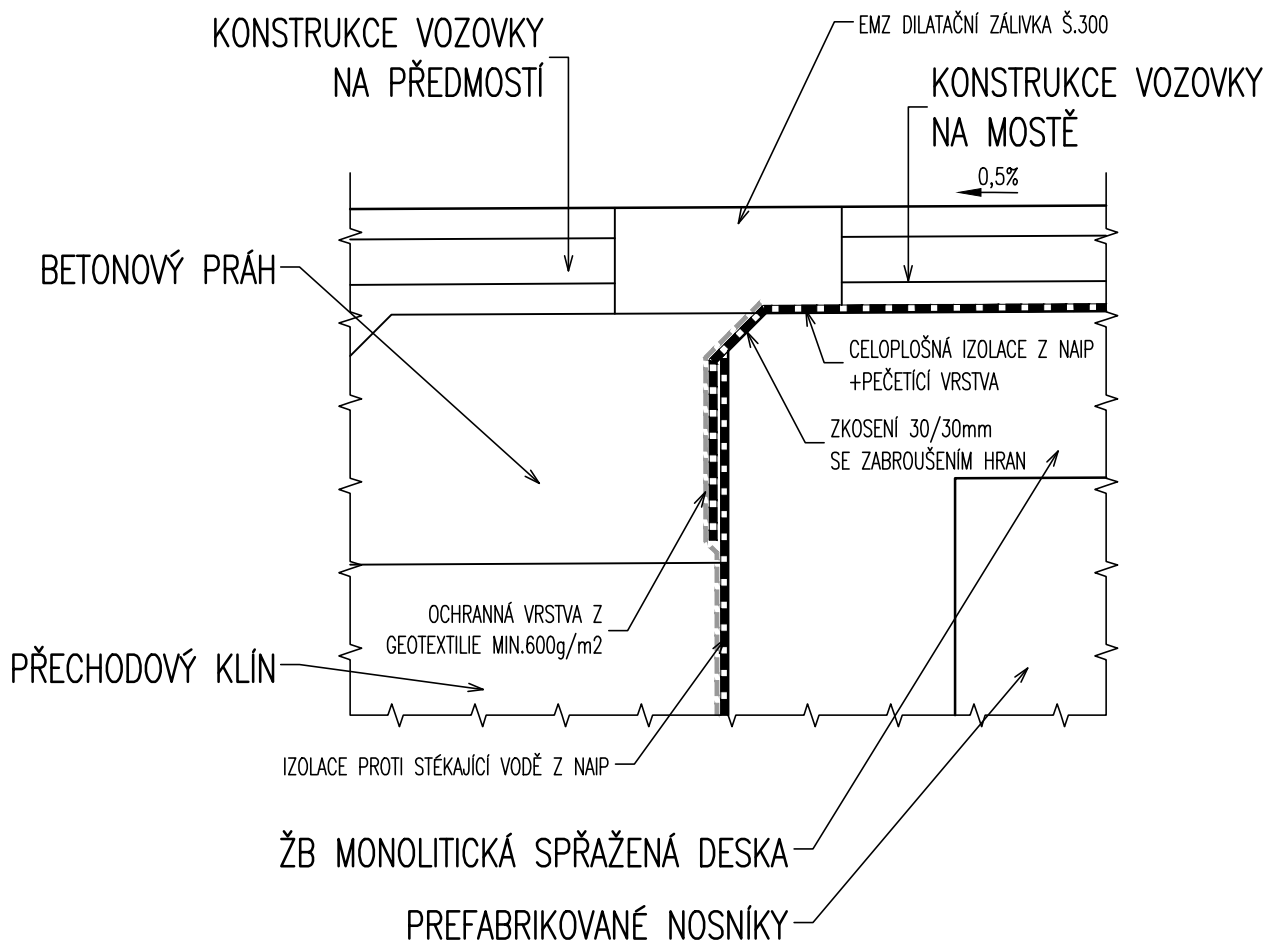 KONSTRUKCE VOZOVKY
NA PŘEDMOSTÍ
EMZ DILATAČNÍ ZÁLIVKA Š.300
KONSTRUKCE VOZOVKY
NA MOSTĚ
0,5%
BETONOVÝ PRÁH
CELOPLOŠNÁ IZOLACE Z NAIP
+PEČETÍCÍ VRSTVA
ZKOSENÍ 30/30mm
SE ZABROUŠENÍM HRAN
OCHRANNÁ VRSTVA Z
GEOTEXTILIE MIN.600g/m2
PŘECHODOVÝ KLÍN
IZOLACE PROTI STÉKAJÍCÍ VODĚ Z NAIP
ŽB MONOLITICKÁ SPŘAŽENÁ DESKA
PREFABRIKOVANÉ NOSNÍKY